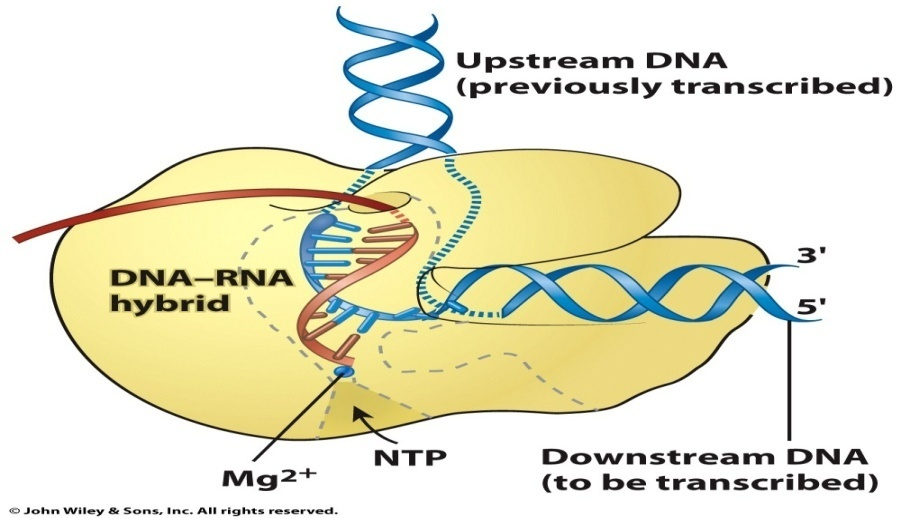 Upstream DNA
(previously transcribed)
3'
DNA–RNA
hybrid
5'
NTP
Mg²⁺
Downstream DNA
(to be transcribed)
© John Wiley & Sons, Inc. All rights reserved.